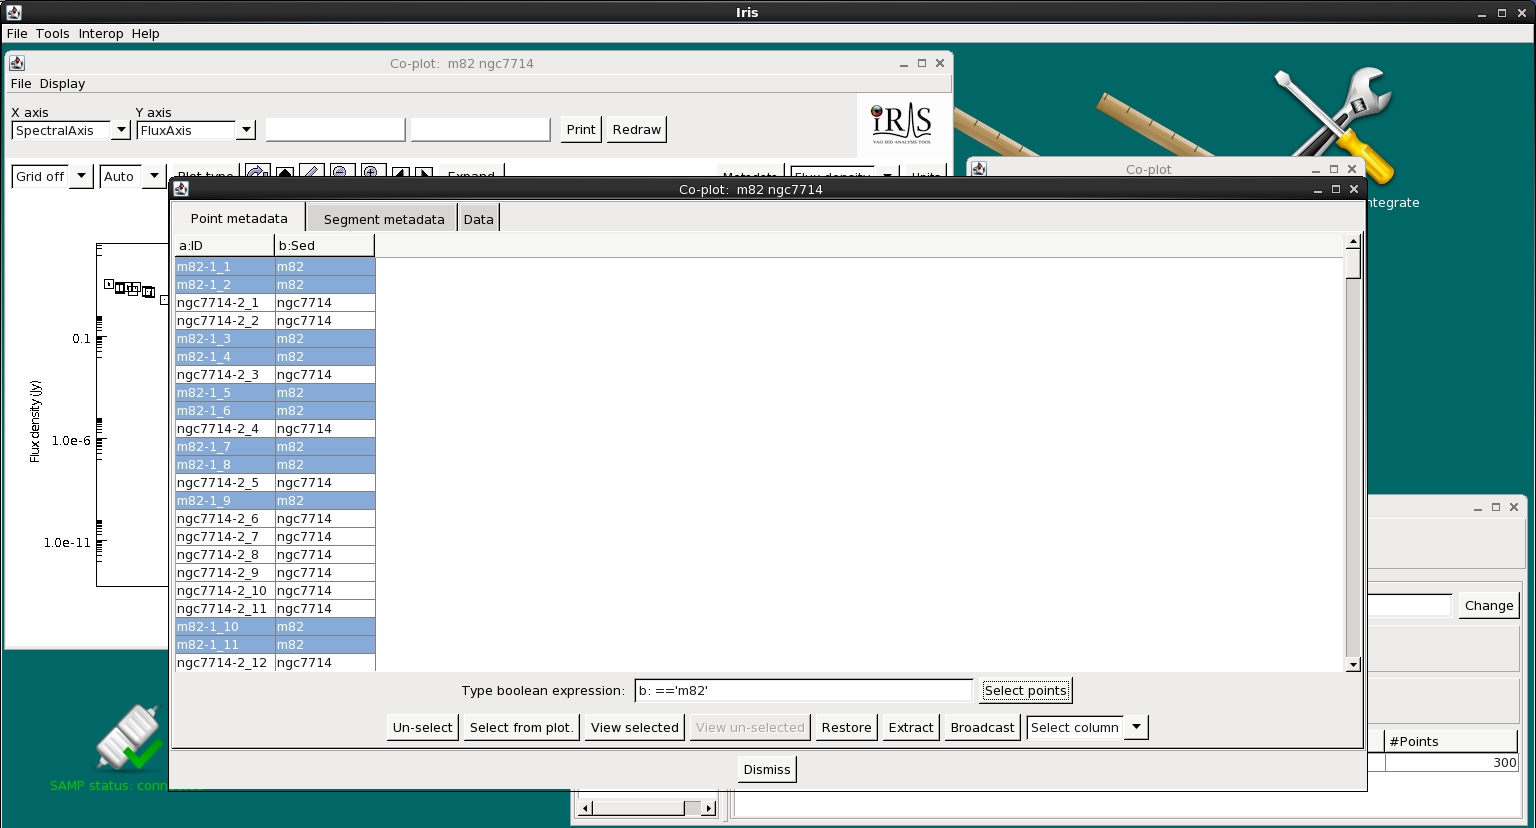 Iris
File Tools Interop Help
Co-plot: m82 ngc7714
File Display
X axis
Y axis
SpectralAxis
FluxAxis
Print
Redraw
IRIS
VAO SED ANALYSIS TOOL
Grid off
Auto
Plot type
Expand
Metadata
Flux density
Units
Co-plot
ntegrate
Co-plot: m82 ngc7714
Point metadata
Segment metadata
Data
a:ID b:Sed
m82-1_1 m82
m82-1_2 m82
ngc7714-2_1 ngc7714
ngc7714-2_2 ngc7714
m82-1_3 m82
m82-1_4 m82
ngc7714-2_3 ngc7714
m82-1_5 m82
m82-1_6 m82
ngc7714-2_4 ngc7714
m82-1_7 m82
m82-1_8 m82
ngc7714-2_5 ngc7714
m82-1_9 m82
ngc7714-2_6 ngc7714
ngc7714-2_7 ngc7714
ngc7714-2_8 ngc7714
ngc7714-2_9 ngc7714
ngc7714-2_10 ngc7714
ngc7714-2_11 ngc7714
m82-1_10 m82
m82-1_11 m82
ngc7714-2_12 ngc7714
Type boolean expression: b: =='m82' Select points
Un-select Select from plot. View selected View un-selected Restore Extract Broadcast Select column
Dismiss
0.1
1.0e-6
1.0e-11
Flux density (Jy)
Change
#Points
300
SAMP status: conn